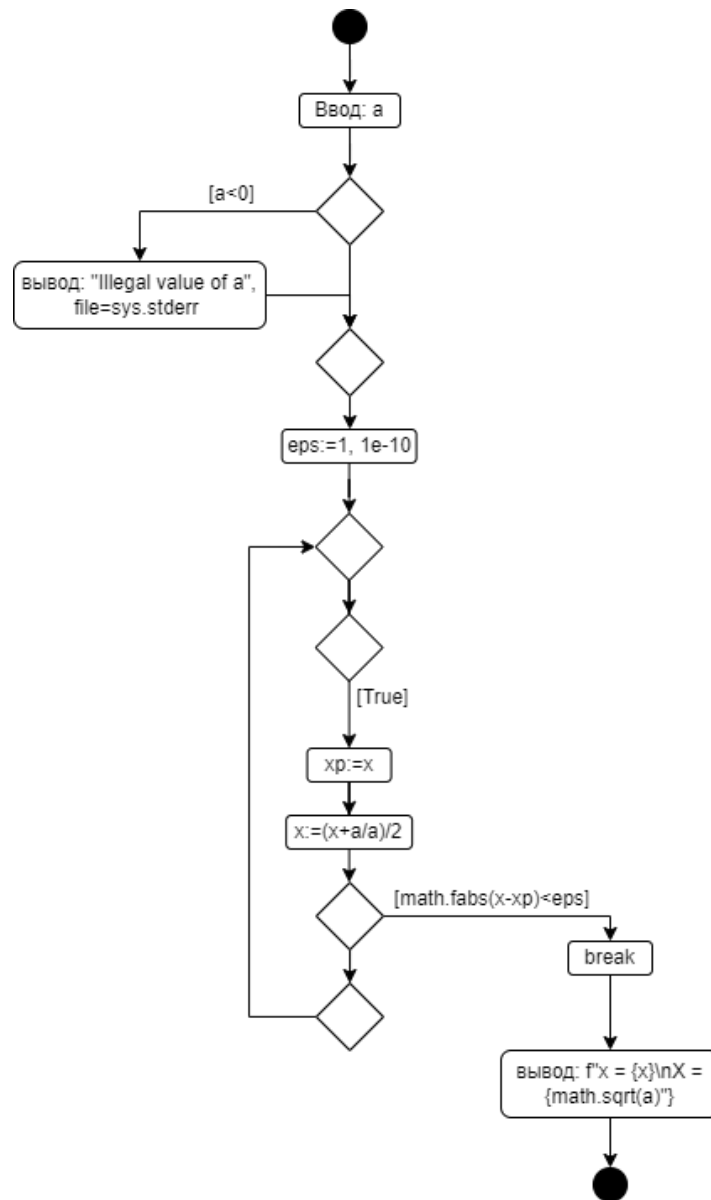 Ввод: a
[a<0]
вывод: "Illegal value of a",
file=sys.stderr
eps:=1, 1e-10
[True]
xp:=x
x:=(x+a/a)/2
[math.fabs(x-xp)<eps]
break
вывод: f"x = {x}\nX =
{math.sqrt(a)"}